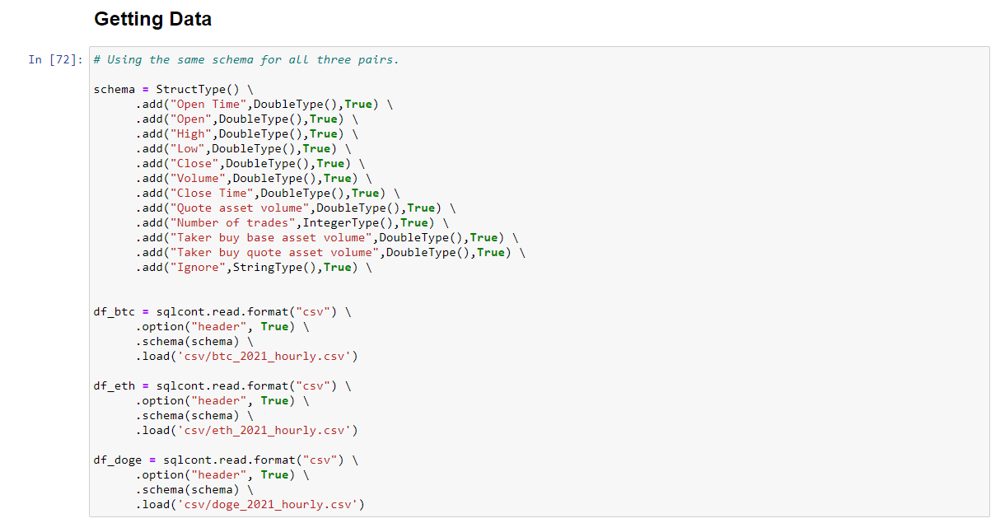 Getting Data
In [72]: # Using the same schema for all three pairs.
schema = StructType() \
.add("Open Time",DoubleType(),True) \
.add("Open",DoubleType(),True) \
.add("High",DoubleType(),True) \
.add("Low",DoubleType(),True) \
.add("Close",DoubleType(),True) \
.add("Volume",DoubleType(),True) \
.add("Close Time",DoubleType(),True) \
.add("Quote asset volume",DoubleType(),True) \
.add("Number of trades",IntegerType(),True) \
.add("Taker buy base asset volume",DoubleType(),True) \
.add("Taker buy quote asset volume",DoubleType(),True) \
.add("Ignore",StringType(),True) \
df_btc = sqlcont.read.format("csv") \
.option("header", True) \
.schema(schema) \
.load('csv/btc_2021_hourly.csv')
df_eth = sqlcont.read.format("csv") \
.option("header", True) \
.schema(schema) \
.load('csv/eth_2021_hourly.csv')
df_doge = sqlcont.read.format("csv") \
.option("header", True) \
.schema(schema) \
.load('csv/doge_2021_hourly.csv')